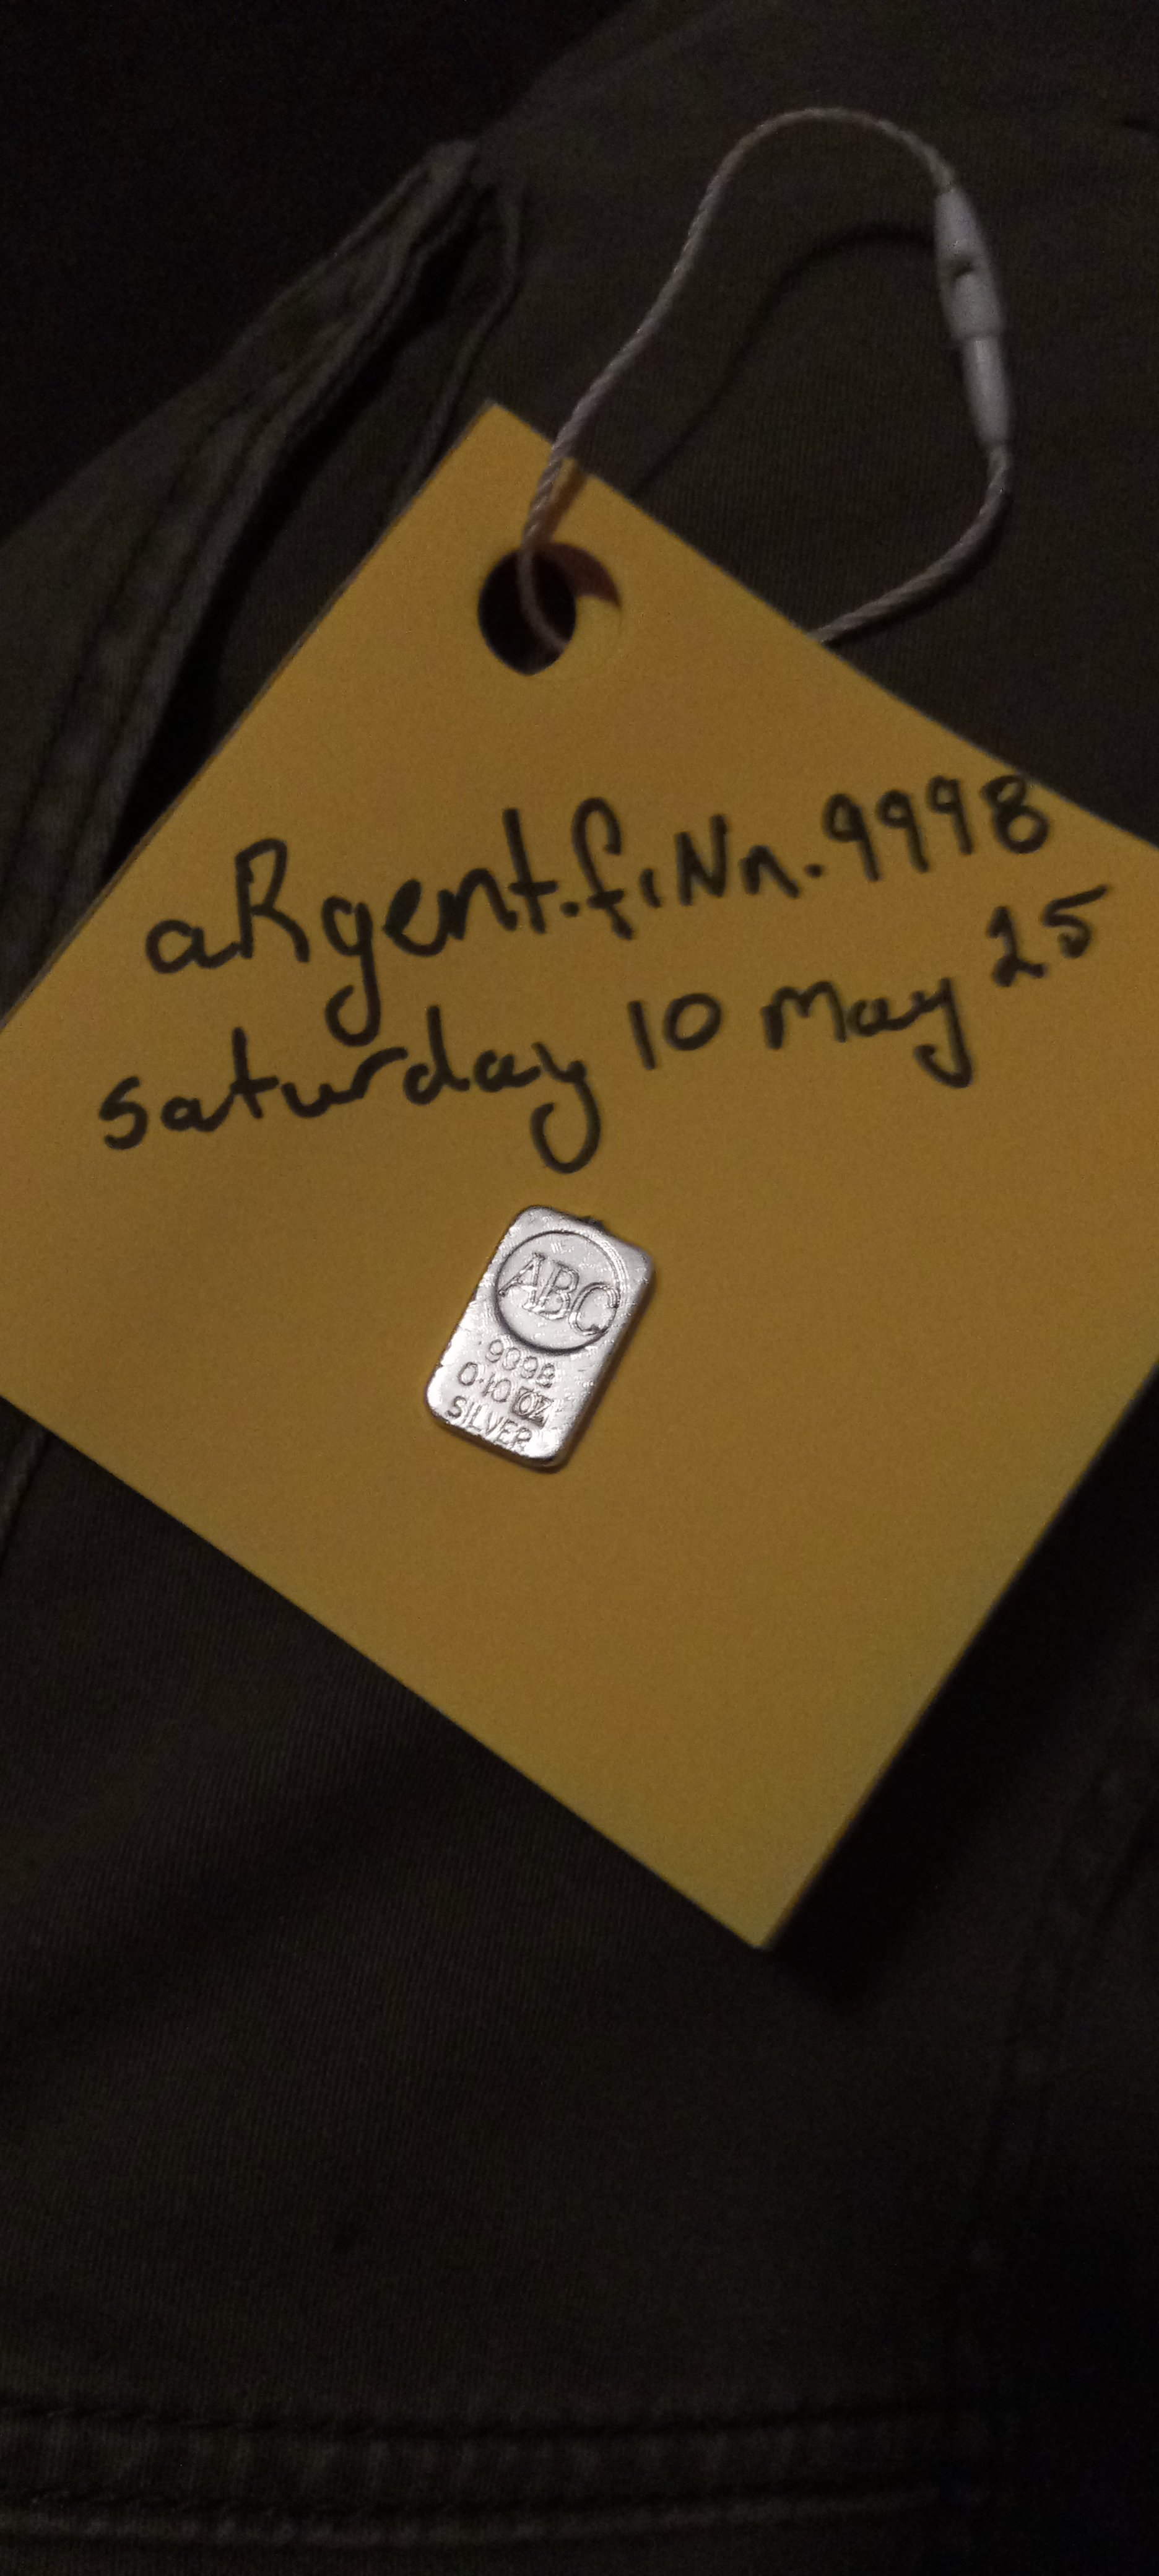 aRgent.fiNn.9998
saturday 10 May 25
ABC
9998
0.10 OZ
SILVER